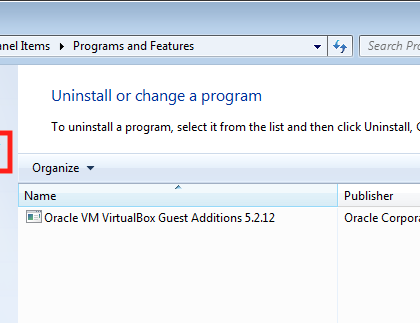 nel Items ▸ Programs and Features
Search Pro
Uninstall or change a program
To uninstall a program, select it from the list and then click Uninstall, C
Organize
Name
Publisher
Oracle VM VirtualBox Guest Additions 5.2.12
Oracle Corpora